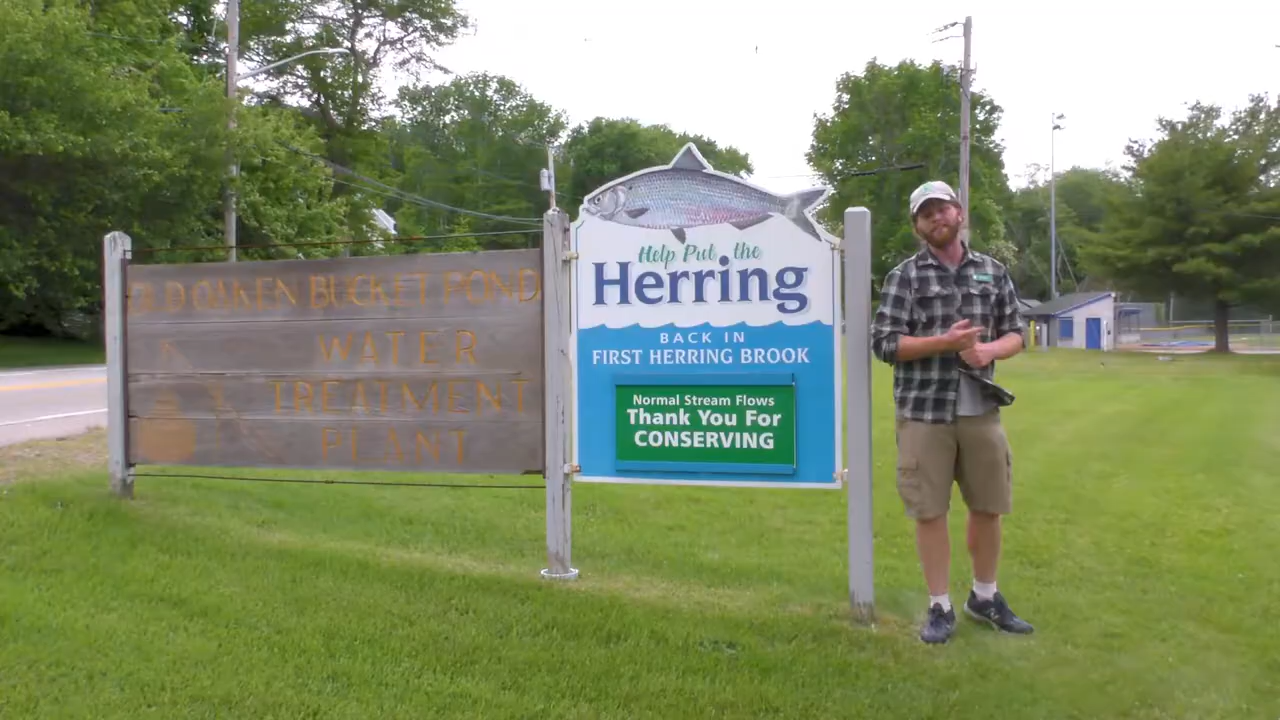 OLD OAKEN BUCKET POND
WATER
TREATMENT
PLANT
Help Put the
Herring
BACK IN
FIRST HERRING BROOK
Normal Stream Flows
Thank You For
CONSERVING